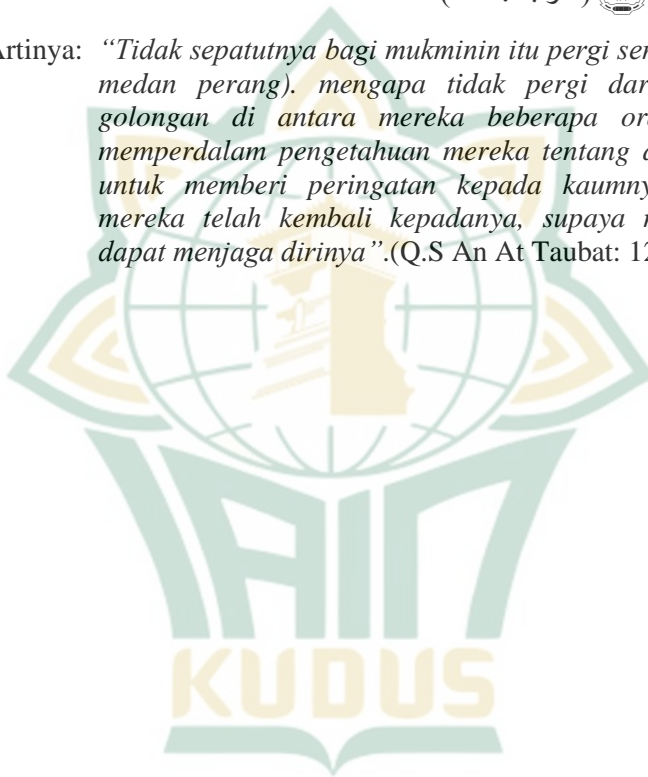 Artinya: “Tidak sepatutnya bagi mukminin itu pergi
medan perang). mengapa tidak pergi
golongan di antara mereka beberapa
memperdalam pengetahuan mereka tentang
untuk memberi peringatan kepada
mereka telah kembali kepadanya, supaya
dapat menjaga dirinya”.(Q.S An At Taubat:
IAIN
KUDUS